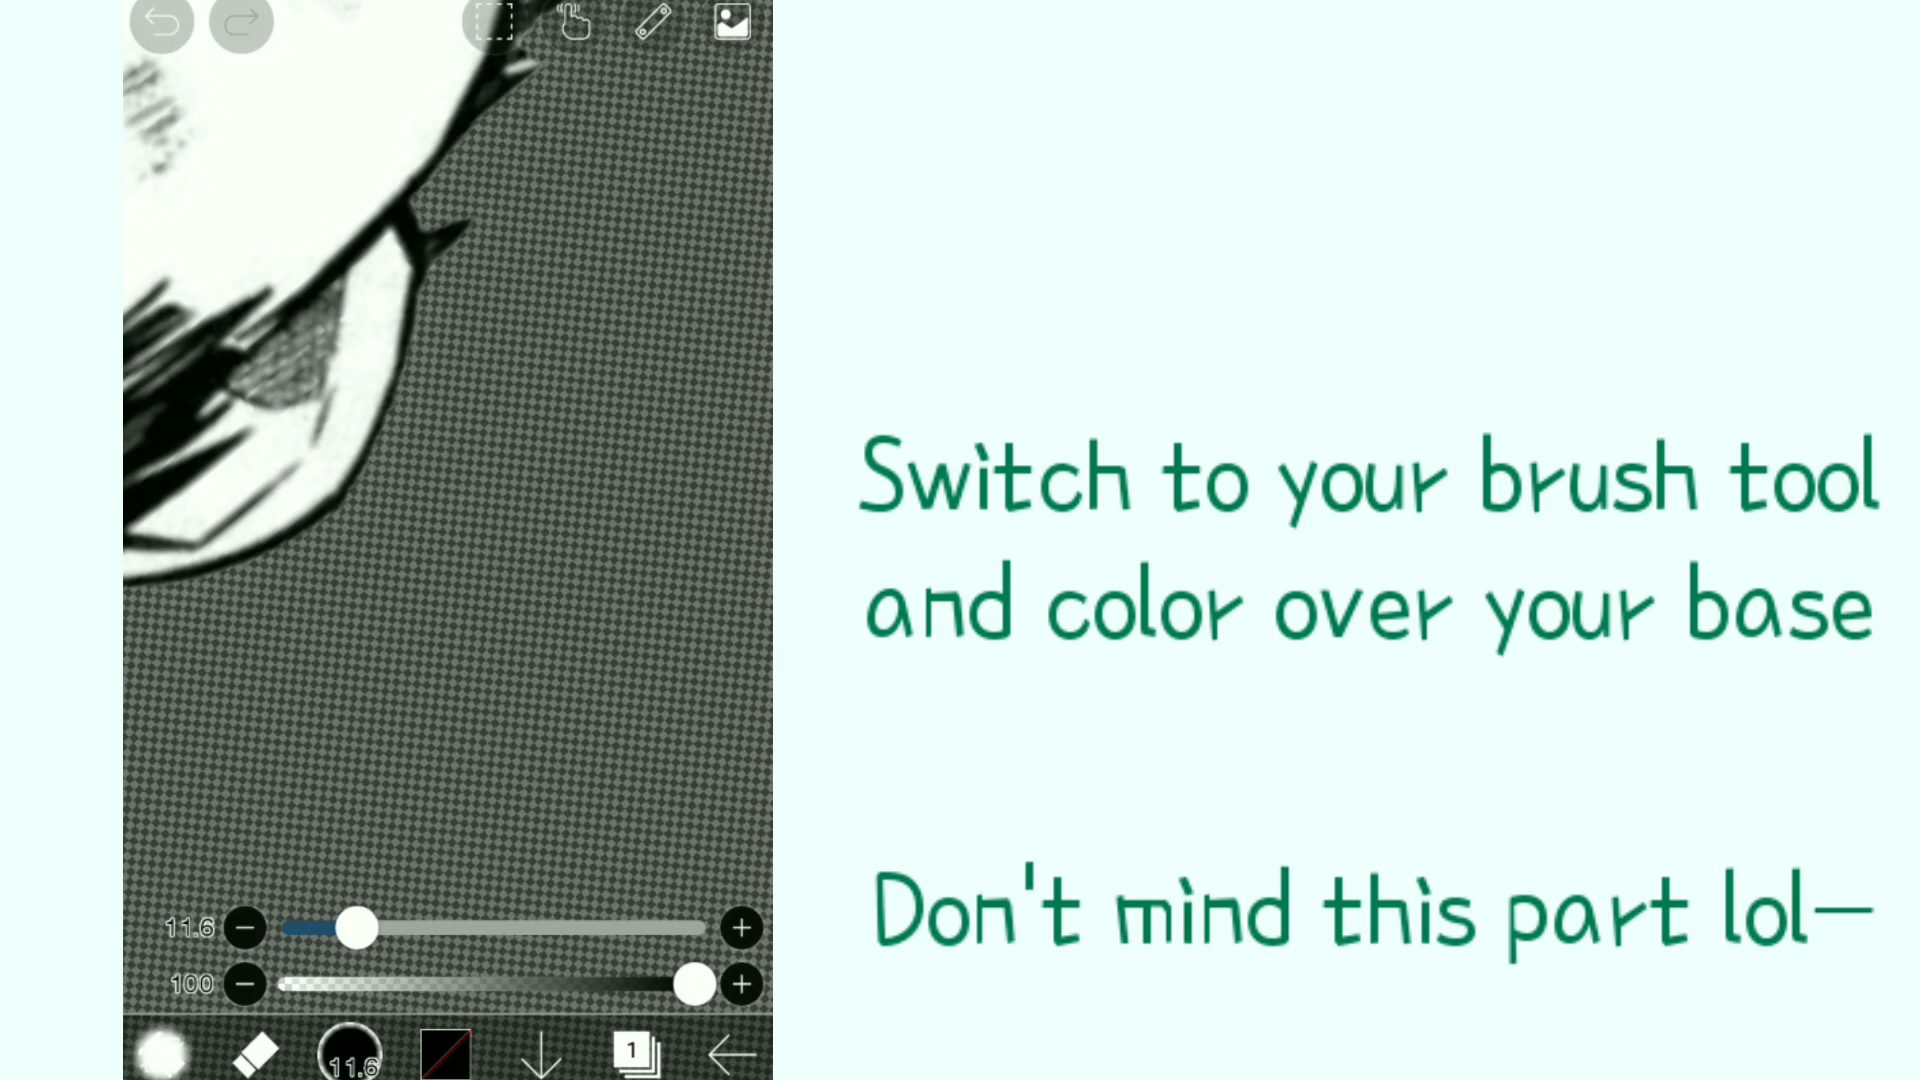 Switch to your brush tool
and color over your base
Don't mind this part lol—
11.6
100
11.6
1